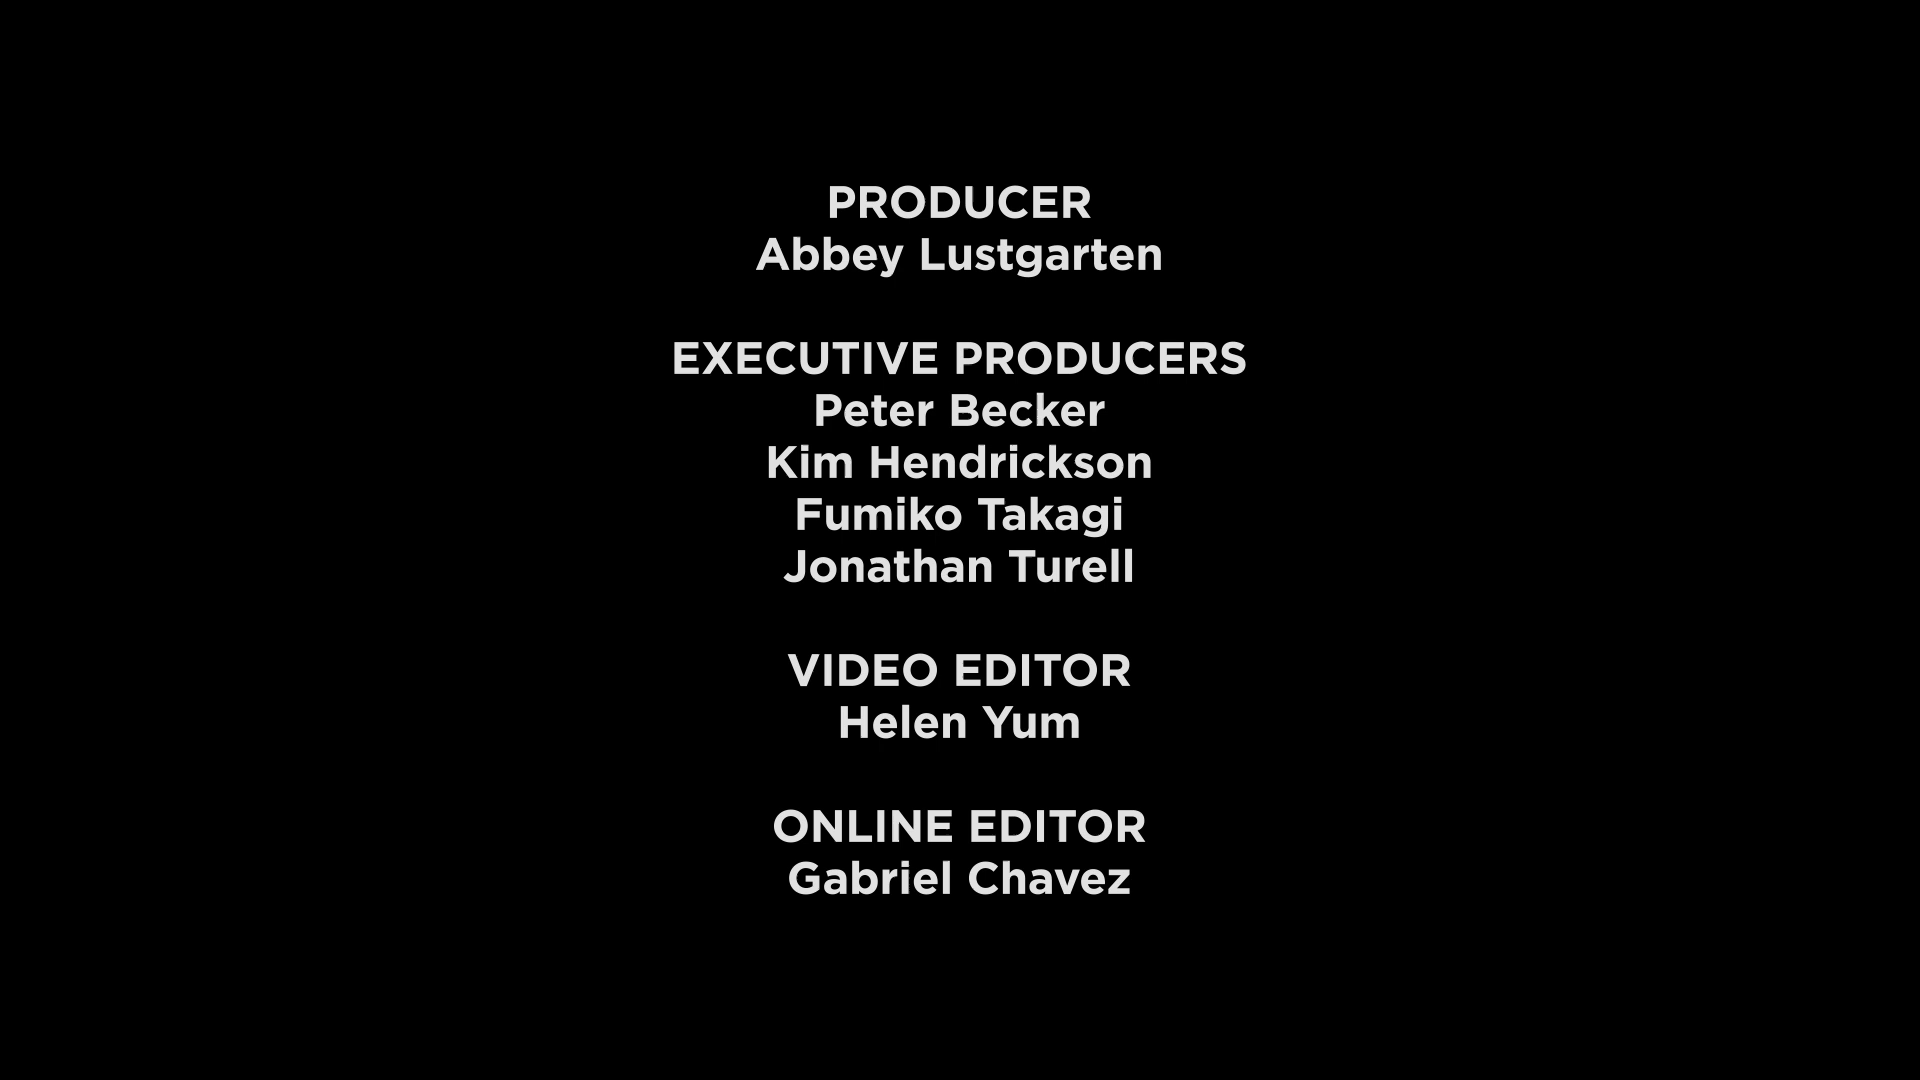 PRODUCER
Abbey Lustgarten
EXECUTIVE PRODUCERS
Peter Becker
Kim Hendrickson
Fumiko Takagi
Jonathan Turell
VIDEO EDITOR
Helen Yum
ONLINE EDITOR
Gabriel Chavez